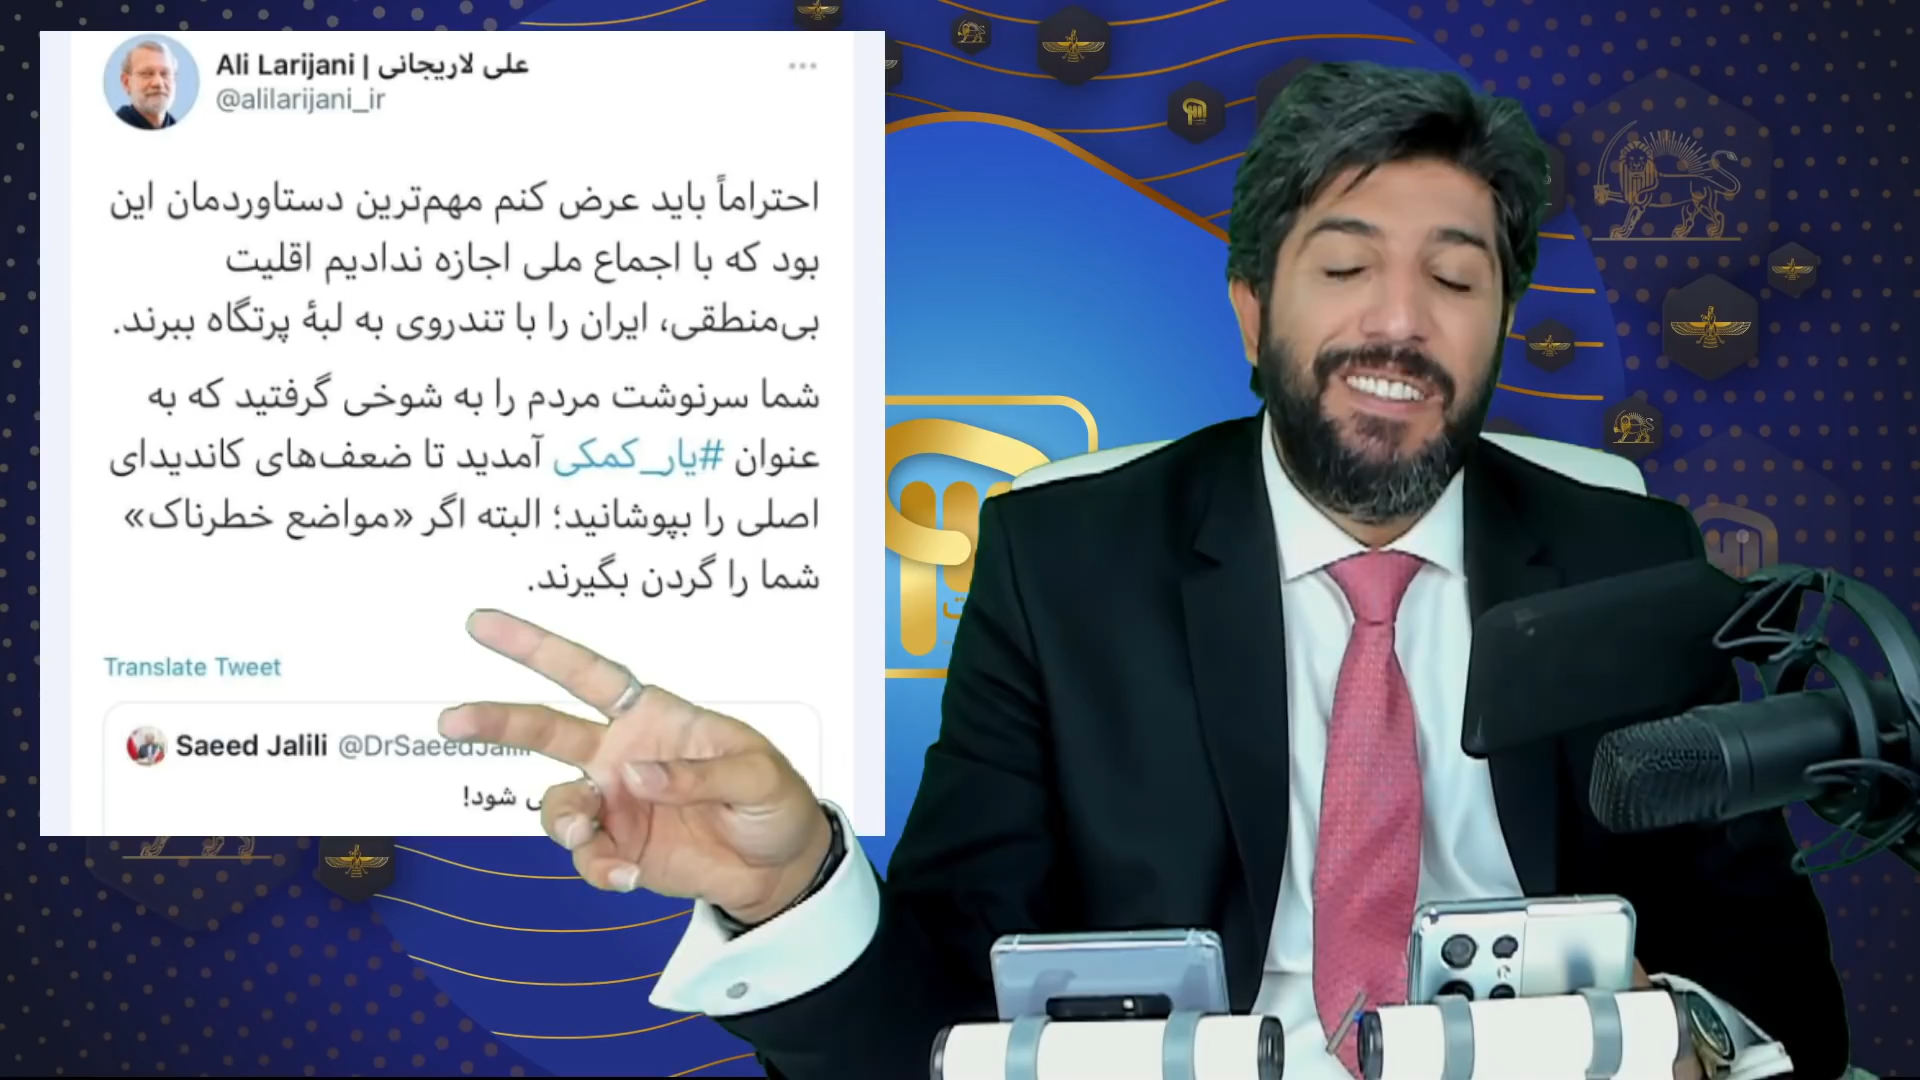 Ali Larijani | علی لاریجانی
@alilarijani_ir
احتراماً باید عرض کنم مهم‌ترین دستاوردمان این
بود که با اجماع ملی اجازه ندادیم اقلیت
بی‌منطقی، ایران را با تندروی به لبهٔ پرتگاه ببرند.
شما سرنوشت مردم را به شوخی گرفتید که به
عنوان #یار_کمکی آمدید تا ضعف‌های کاندیدای
اصلی را بپوشانید؛ البته اگر «مواضع خطرناک»
شما را گردن بگیرند.
Translate Tweet
Saeed Jalili @DrSaeedJalili
شود!